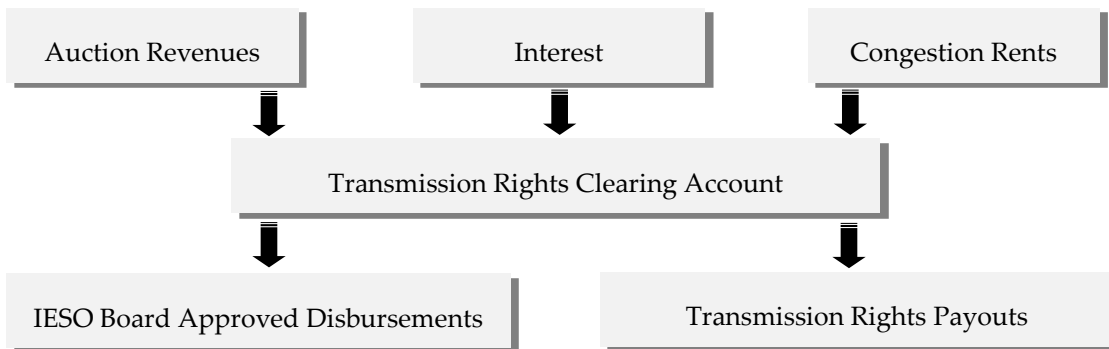 Auction Revenues
Interest
Congestion Rents
Transmission Rights Clearing Account
IESO Board Approved Disbursements
Transmission Rights Payouts